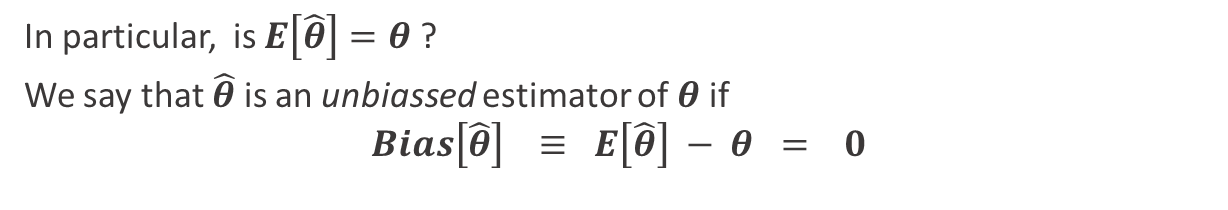 In particular, is E[θ̂] = θ ?
We say that θ̂ is an unbiassed estimator of θ if
Bias[θ̂] ≡ E[θ̂] − θ = 0